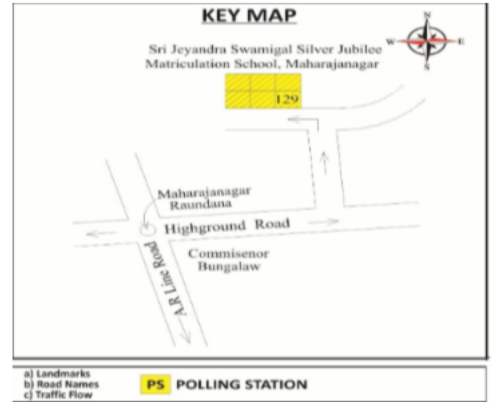 KEY MAP
N
W
E
S
Sri Jeyandra Swamigal Silver Jubilee
Matriculation School, Maharajanagar
129
Maharajanagar
Raundana
Highground Road
Commisenor
Bungalaw
A.R Line Road
a) Landmarks
b) Road Names
c) Traffic Flow
PS POLLING STATION